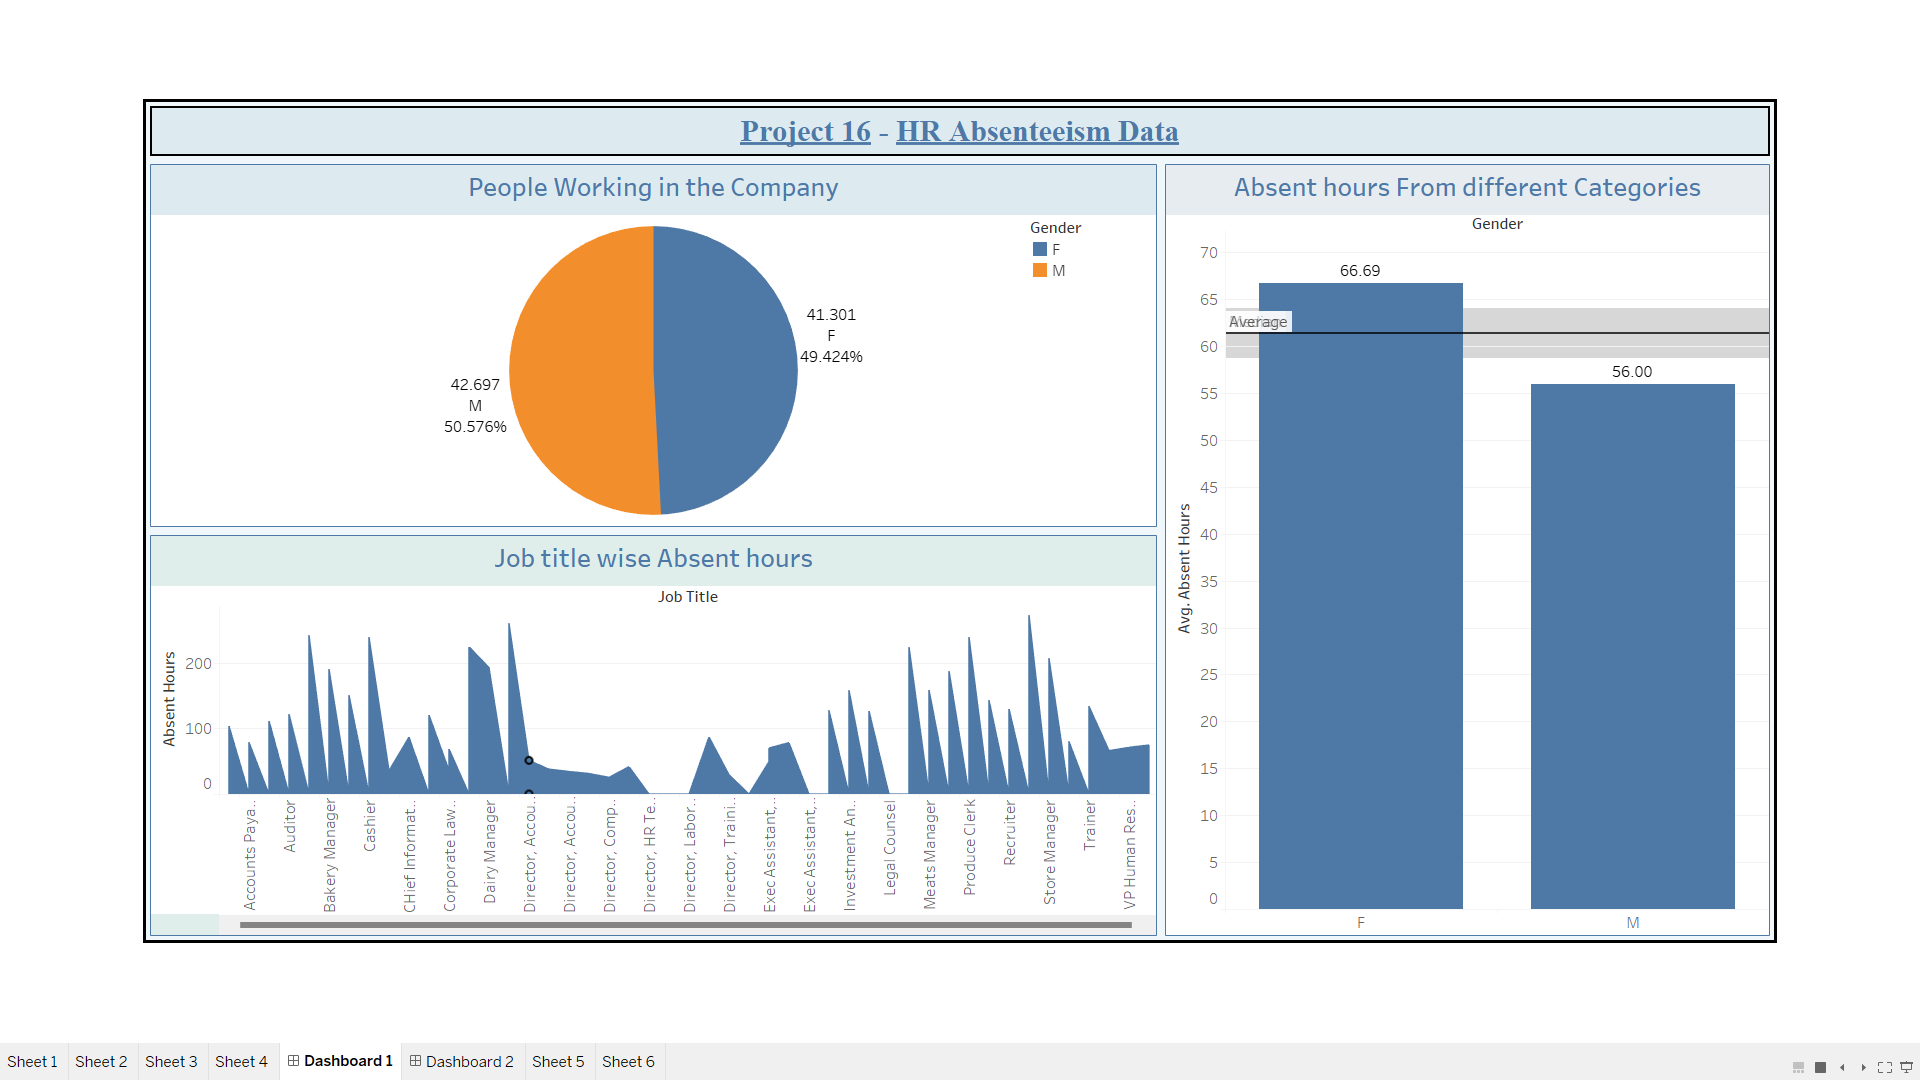 Project 16 - HR Absenteeism Data
People Working in the Company
Gender
F
M
41.301
F
49.424%
42.697
M
50.576%
Job title wise Absent hours
Job Title
Absent Hours
200
100
0
Accounts Paya..
Auditor
Bakery Manager
Cashier
CHief Informat..
Corporate Law..
Dairy Manager
Director, Accou..
Director, Accou..
Director, Comp..
Director, HR Te..
Director, Labor..
Director, Traini..
Exec Assistant,..
Exec Assistant,..
Investment An..
Legal Counsel
Meats Manager
Produce Clerk
Recruiter
Store Manager
Trainer
VP Human Res..
Absent hours From different Categories
Gender
Avg. Absent Hours
70
65
60
55
50
45
40
35
30
25
20
15
10
5
0
66.69
Average
56.00
F
M
Sheet 1
Sheet 2
Sheet 3
Sheet 4
Dashboard 1
Dashboard 2
Sheet 5
Sheet 6